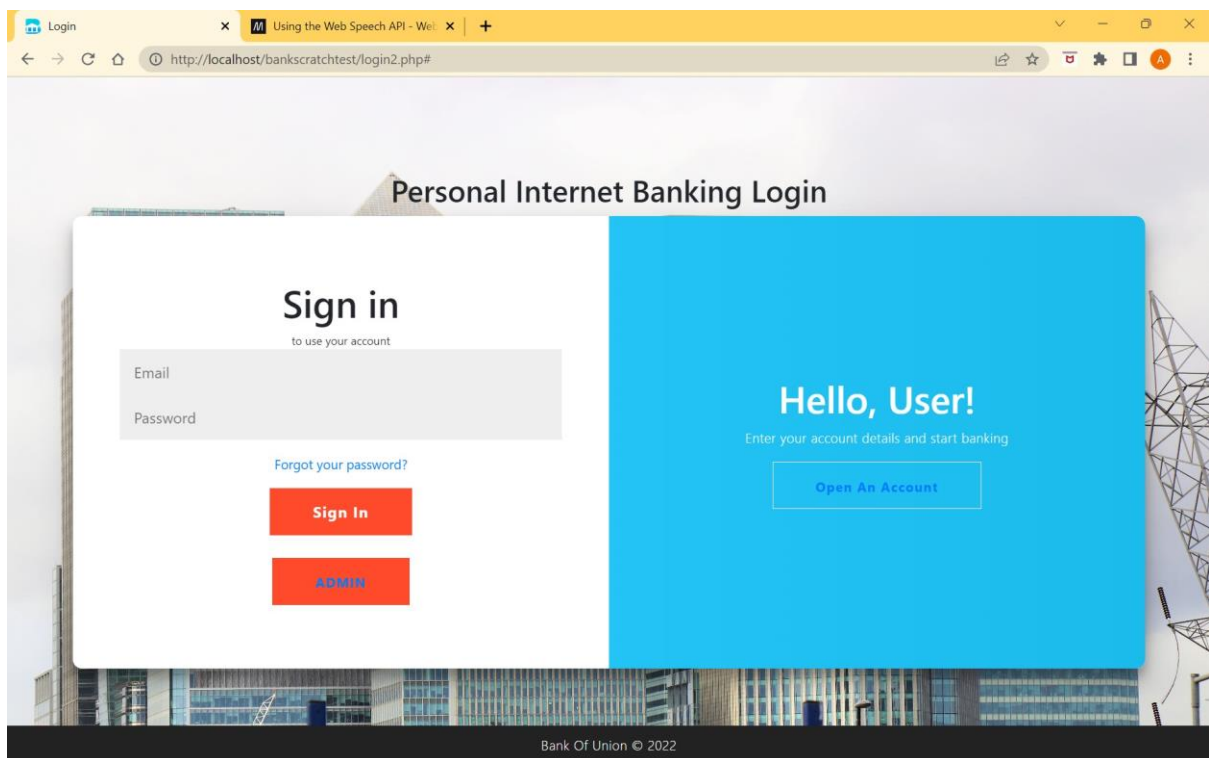 Login
Using the Web Speech API - Web
http://localhost/bankscratchtest/login2.php#
A
Personal Internet Banking Login
Sign in
to use your account
Email
Password
Forgot your password?
Sign In
ADMIN
Hello, User!
Enter your account details and start banking
Open An Account
Bank Of Union © 2022